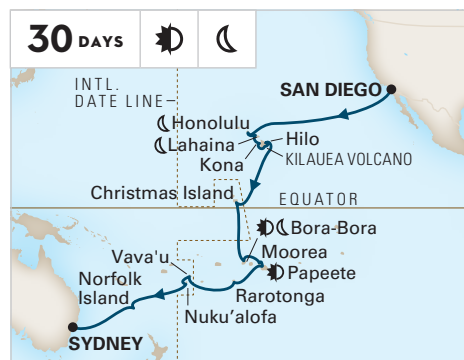 30 DAYS
INTL.
DATE LINE
SAN DIEGO
Honolulu
Lahaina
Hilo
Kona
KILAUEA VOLCANO
Christmas Island
EQUATOR
Bora-Bora
Moorea
Papeete
Vava'u
Norfolk
Island
Rarotonga
Nuku'alofa
SYDNEY